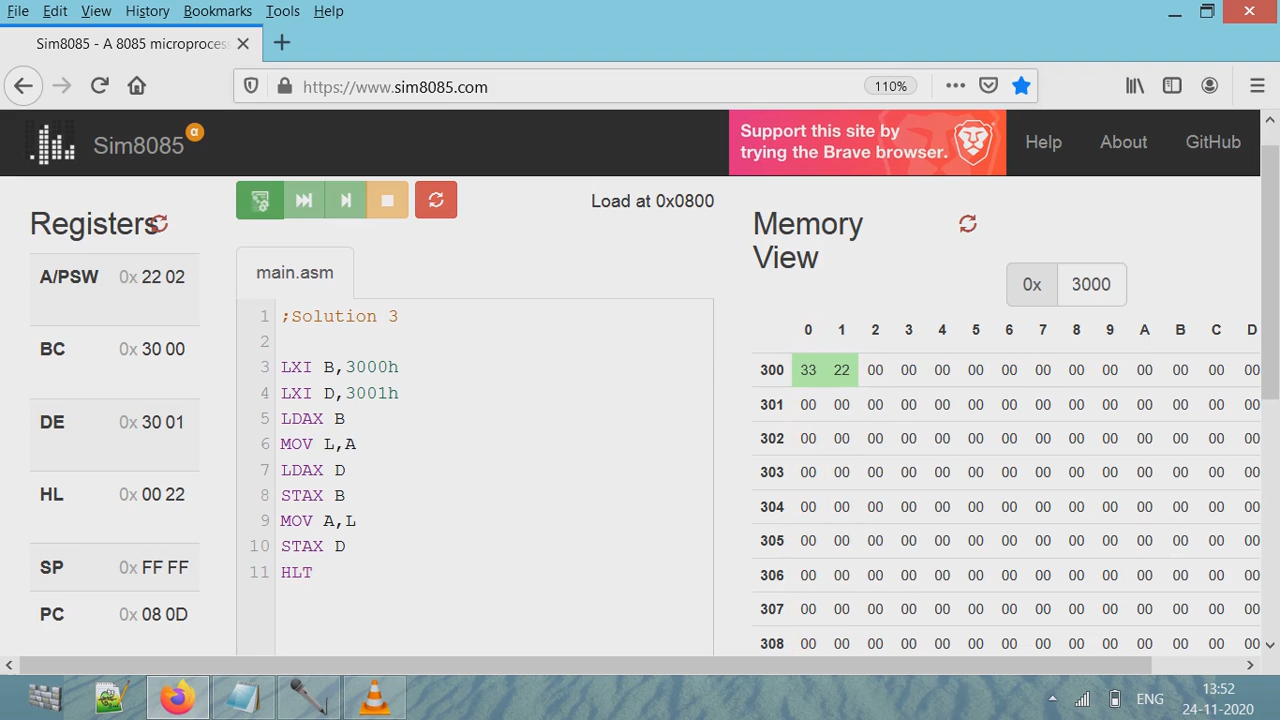 File Edit View History Bookmarks Tools Help
Sim8085 - A 8085 microproces
https://www.sim8085.com
110%
Sim8085 α
Support this site by
trying the Brave browser.
Help About GitHub
Registers
A/PSW 0x 22 02
BC 0x 30 00
DE 0x 30 01
HL 0x 00 22
SP 0x FF FF
PC 0x 08 0D
Load at 0x0800
main.asm
1 ;Solution 3
2
3 LXI B,3000h
4 LXI D,3001h
5 LDAX B
6 MOV L,A
7 LDAX D
8 STAX B
9 MOV A,L
10 STAX D
11 HLT
Memory
View
0x 3000
0 1 2 3 4 5 6 7 8 9 A B C D
300 33 22 00 00 00 00 00 00 00 00 00 00 00 00
301 00 00 00 00 00 00 00 00 00 00 00 00 00 00
302 00 00 00 00 00 00 00 00 00 00 00 00 00 00
303 00 00 00 00 00 00 00 00 00 00 00 00 00 00
304 00 00 00 00 00 00 00 00 00 00 00 00 00 00
305 00 00 00 00 00 00 00 00 00 00 00 00 00 00
306 00 00 00 00 00 00 00 00 00 00 00 00 00 00
307 00 00 00 00 00 00 00 00 00 00 00 00 00 00
308 00 00 00 00 00 00 00 00 00 00 00 00 00 00
ENG
13:52
24-11-2020